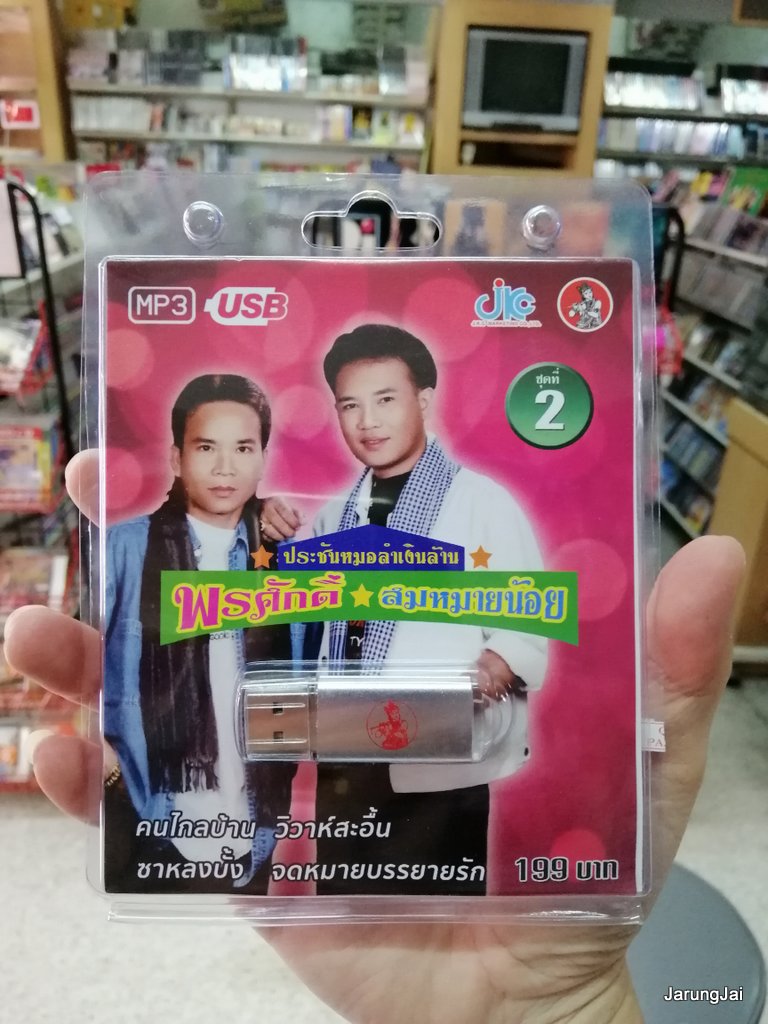 MP3 USB
JKC
J.K.C. MARKETING CO.,LTD.
ชุดที่
2
ประชันหมอลำเงินล้าน
พรศักดิ์ สมหมายน้อย
คนไกลบ้าน วิวาห์สะอื้น
ซาหลงบั้ง จดหมายบรรยายรัก 199 บาท
JarungJai